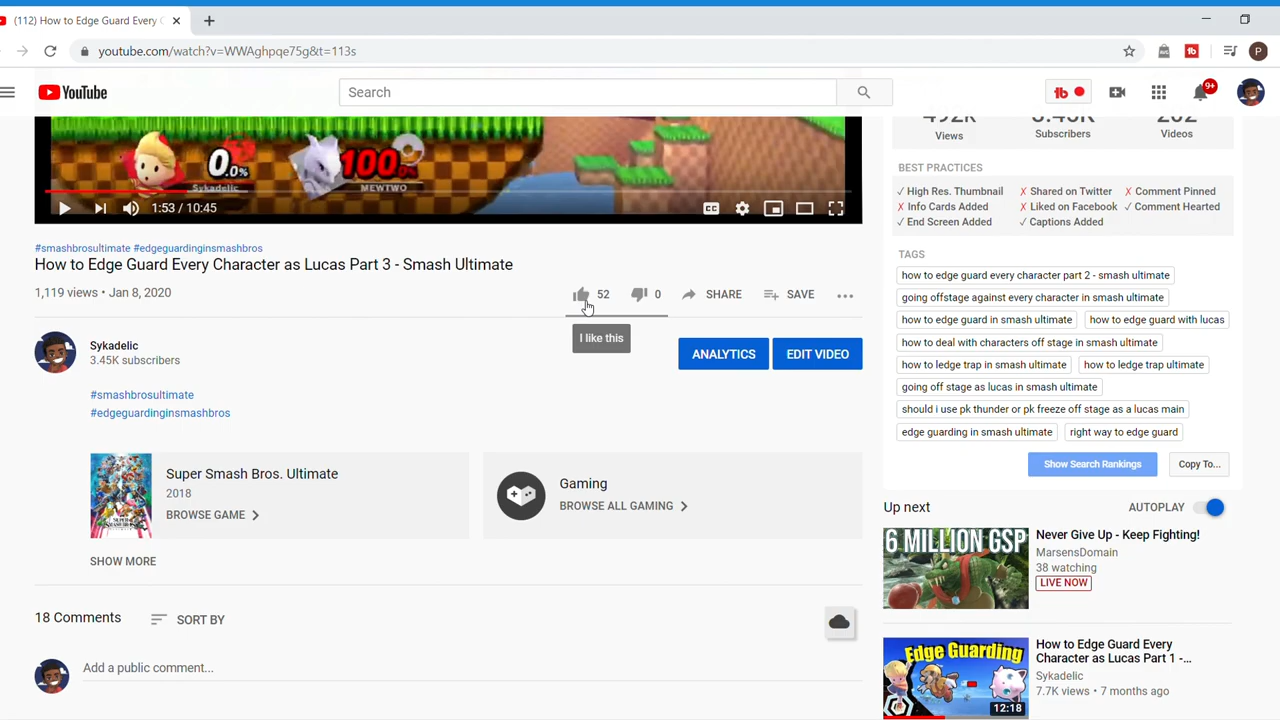 (112) How to Edge Guard Every C
youtube.com/watch?v=WWAghpqe75g&t=113s
P
YouTube
Search
9+
0.0%
Sykadelic
100.0%
MEWTWO
1:53 / 10:45
CC
492K 3.45K 202
Views Subscribers Videos
BEST PRACTICES
✓ High Res. Thumbnail ✗ Shared on Twitter ✗ Comment Pinned
✗ Info Cards Added ✗ Liked on Facebook ✓ Comment Hearted
✓ End Screen Added ✓ Captions Added
#smashbrosultimate #edgeguardinginsmashbros
How to Edge Guard Every Character as Lucas Part 3 - Smash Ultimate
1,119 views • Jan 8, 2020
52 0 SHARE SAVE
I like this
Sykadelic
3.45K subscribers
ANALYTICS EDIT VIDEO
#smashbrosultimate
#edgeguardinginsmashbros
Super Smash Bros. Ultimate
2018
BROWSE GAME
Gaming
BROWSE ALL GAMING
SHOW MORE
18 Comments SORT BY
Add a public comment...
TAGS
how to edge guard every character part 2 - smash ultimate
going offstage against every character in smash ultimate
how to edge guard in smash ultimate how to edge guard with lucas
how to deal with characters off stage in smash ultimate
how to ledge trap in smash ultimate how to ledge trap ultimate
going off stage as lucas in smash ultimate
should i use pk thunder or pk freeze off stage as a lucas main
edge guarding in smash ultimate right way to edge guard
Show Search Rankings Copy To...
Up next AUTOPLAY
6 MILLION GSP
Never Give Up - Keep Fighting!
MarsensDomain
38 watching
LIVE NOW
Edge Guarding
12:18
How to Edge Guard Every
Character as Lucas Part 1 -...
Sykadelic
7.7K views • 7 months ago